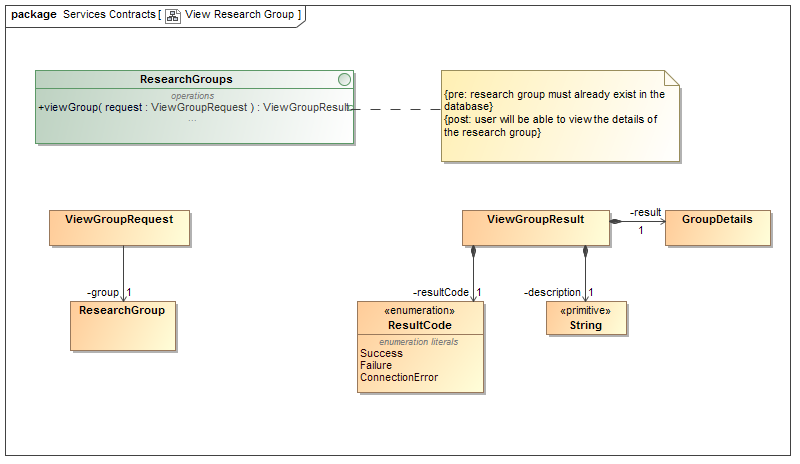 package Services Contracts [ View Research Group ]
ResearchGroups
operations
+viewGroup( request : ViewGroupRequest ) : ViewGroupResult
...
{pre: research group must already exist in the
database}
{post: user will be able to view the details of
the research group}
ViewGroupRequest
ViewGroupResult
-result
1
GroupDetails
-group
1
ResearchGroup
-resultCode
1
-description
1
«enumeration»
ResultCode
enumeration literals
Success
Failure
ConnectionError
«primitive»
String